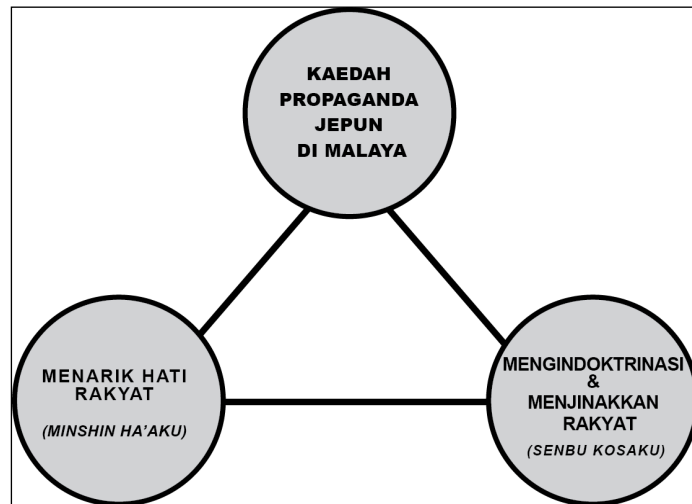 KAEDAH
PROPAGANDA
JEPUN
DI MALAYA
MENARIK HATI
RAKYAT
(MINSHIN HA'AKU)
MENGINDOKTRINASI
&
MENJINAKKAN
RAKYAT
(SENBU KOSAKU)